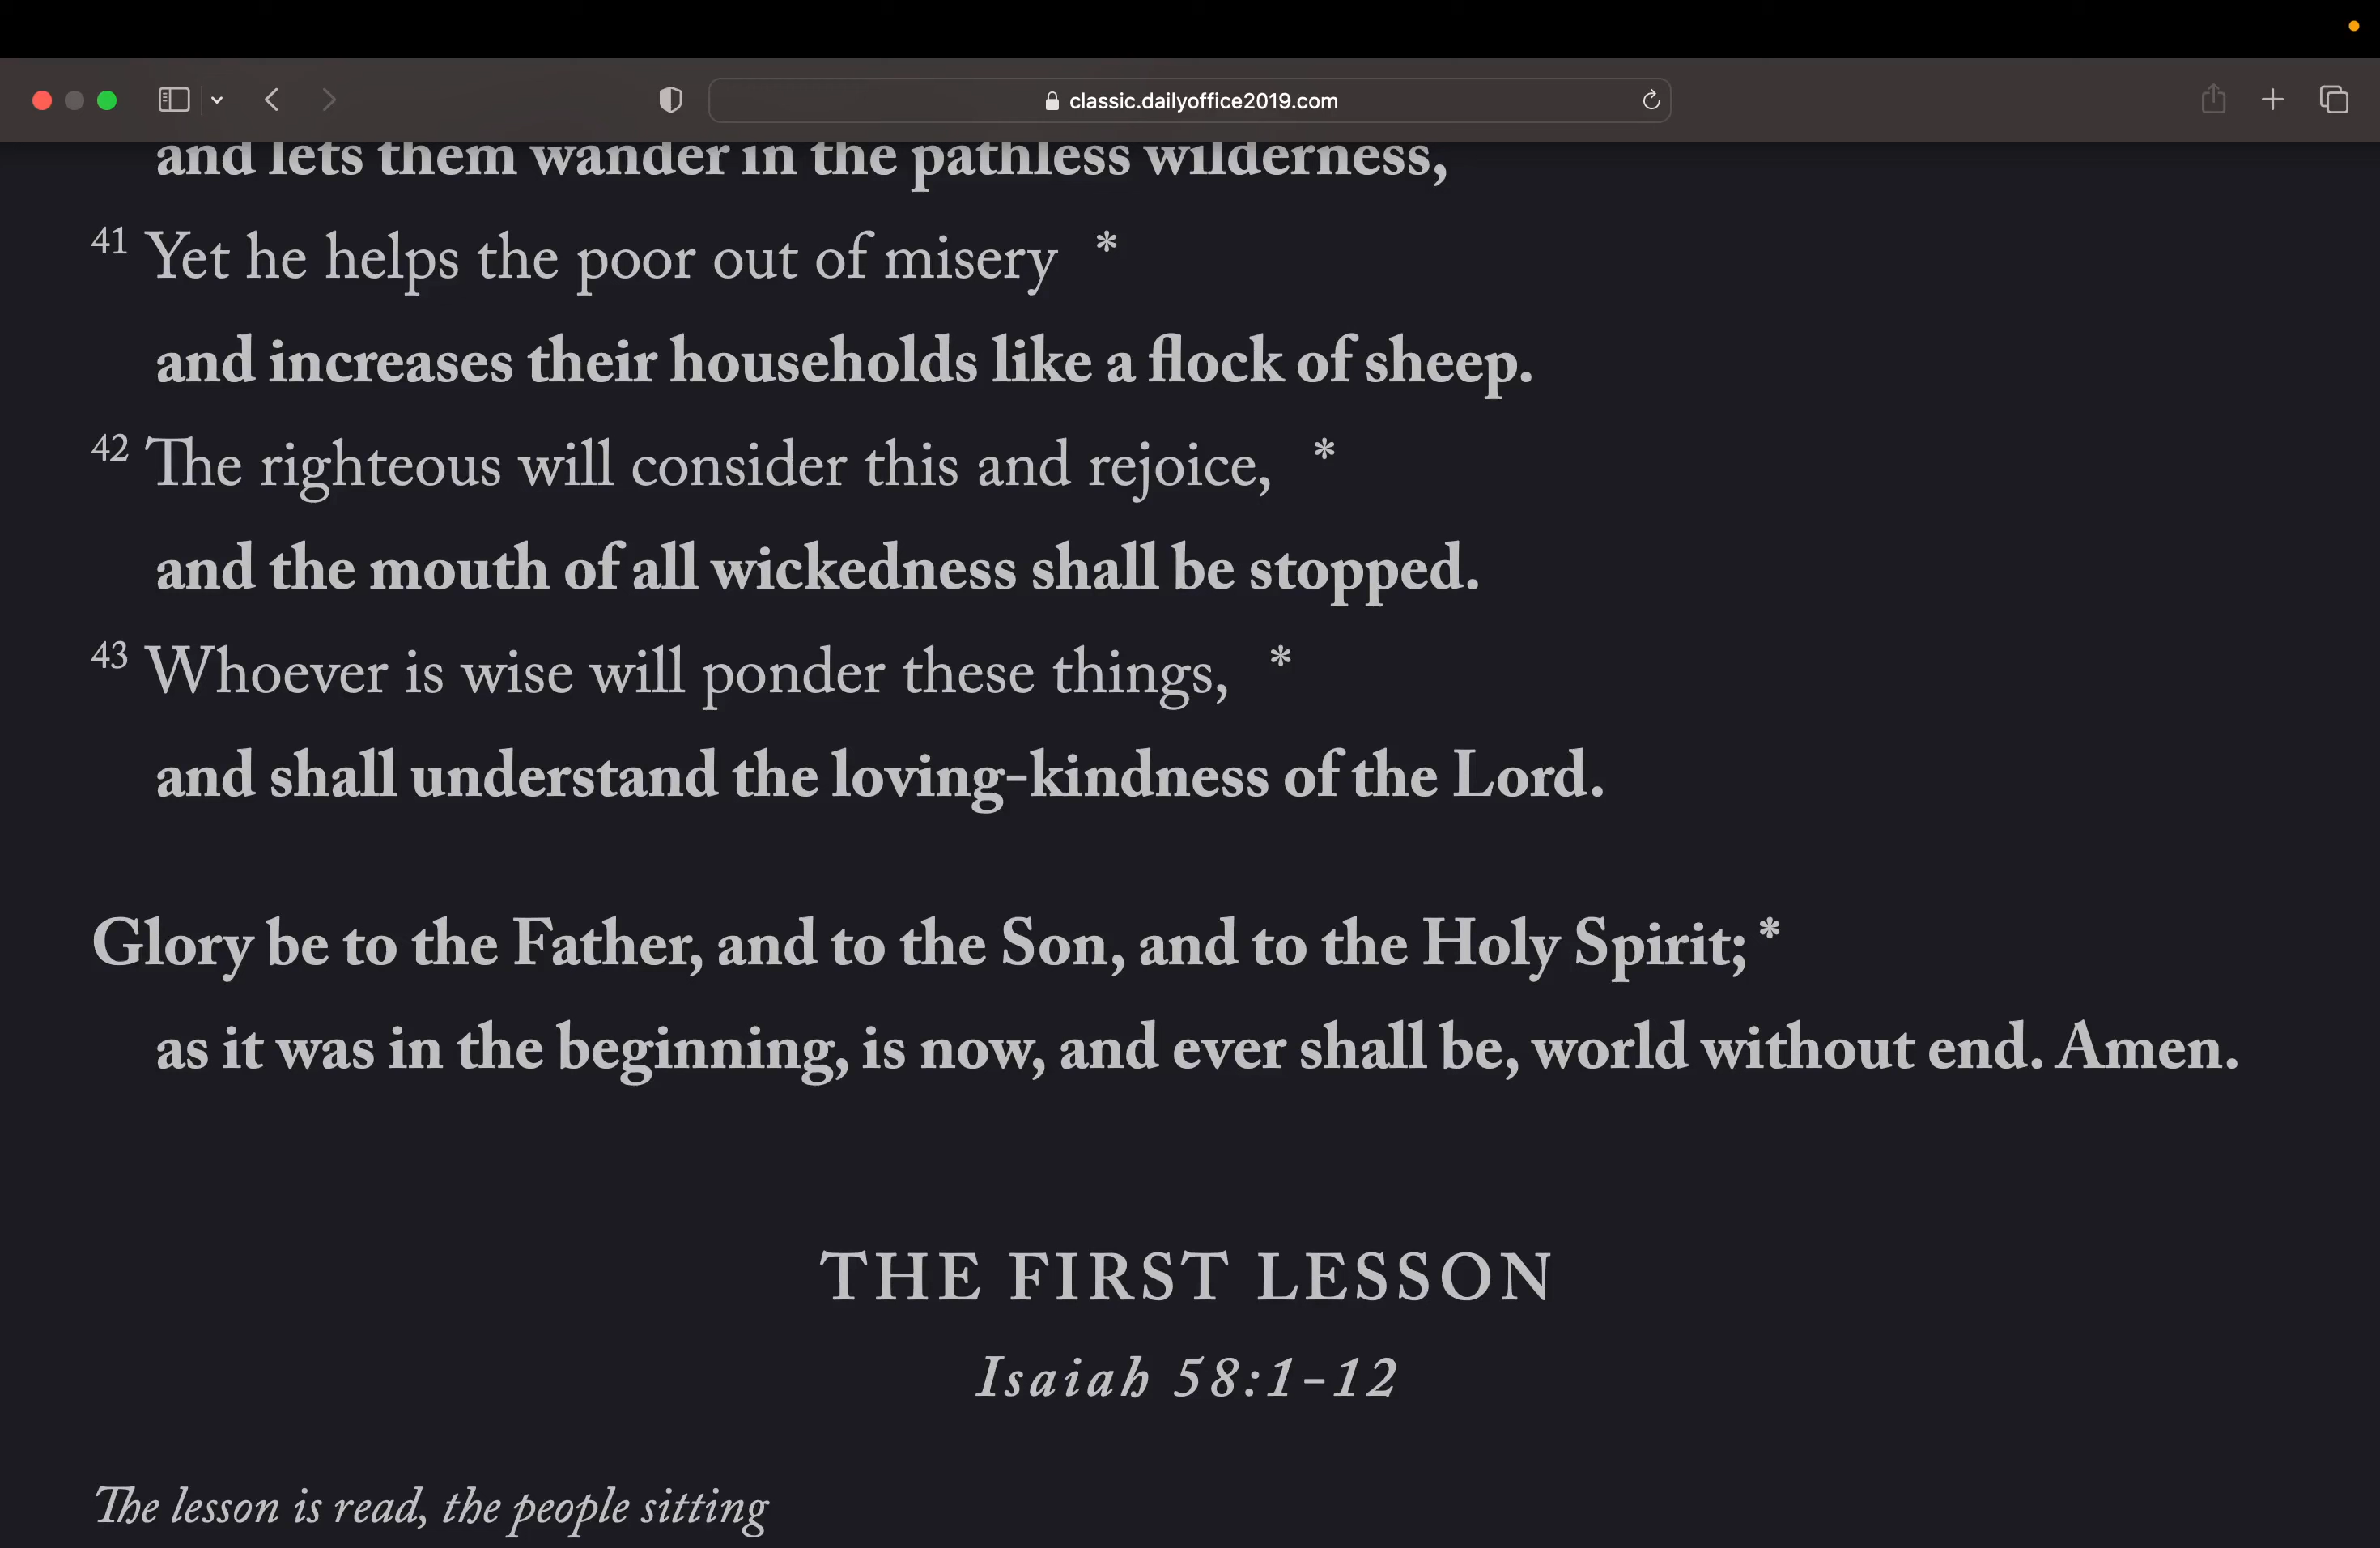 classic.dailyoffice2019.com
and lets them wander in the pathless wilderness,
41 Yet he helps the poor out of misery *
and increases their households like a flock of sheep.
42 The righteous will consider this and rejoice, *
and the mouth of all wickedness shall be stopped.
43 Whoever is wise will ponder these things, *
and shall understand the loving-kindness of the Lord.
Glory be to the Father, and to the Son, and to the Holy Spirit; *
as it was in the beginning, is now, and ever shall be, world without end. Amen.
THE FIRST LESSON
Isaiah 58:1-12
The lesson is read, the people sitting